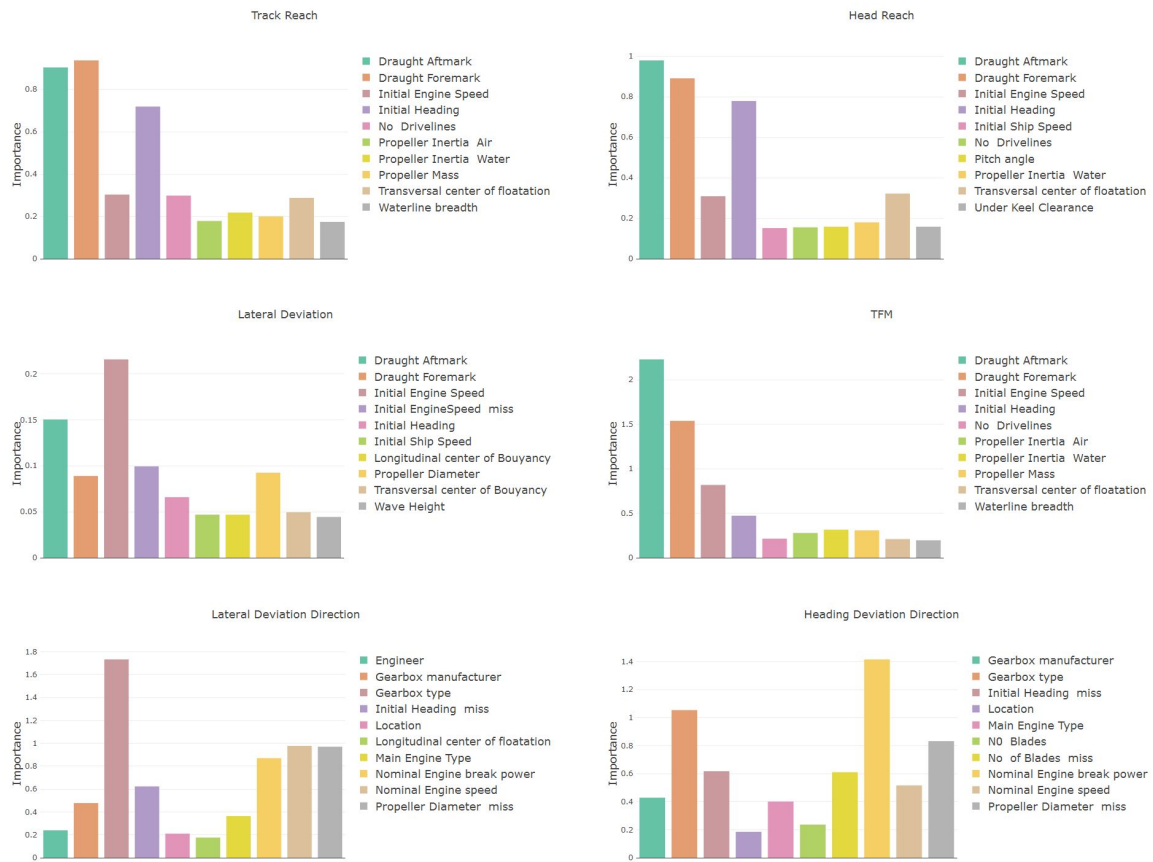 Track Reach
Importance
0.8
0.6
0.4
0.2
0
Draught Aftmark
Draught Foremark
Initial Engine Speed
Initial Heading
No Drivelines
Propeller Inertia Air
Propeller Inertia Water
Propeller Mass
Transversal center of floatation
Waterline breadth
Head Reach
Importance
1
0.8
0.6
0.4
0.2
0
Draught Aftmark
Draught Foremark
Initial Engine Speed
Initial Heading
Initial Ship Speed
No Drivelines
Pitch angle
Propeller Inertia Water
Transversal center of floatation
Under Keel Clearance
Lateral Deviation
Importance
0.2
0.15
0.1
0.05
0
Draught Aftmark
Draught Foremark
Initial Engine Speed
Initial EngineSpeed miss
Initial Heading
Initial Ship Speed
Longitudinal center of Bouyancy
Propeller Diameter
Transversal center of Bouyancy
Wave Height
TFM
Importance
2
1.5
1
0.5
0
Draught Aftmark
Draught Foremark
Initial Engine Speed
Initial Heading
No Drivelines
Propeller Inertia Air
Propeller Inertia Water
Propeller Mass
Transversal center of floatation
Waterline breadth
Lateral Deviation Direction
Importance
1.8
1.6
1.4
1.2
1
0.8
0.6
0.4
0.2
0
Engineer
Gearbox manufacturer
Gearbox type
Initial Heading miss
Location
Longitudinal center of floatation
Main Engine Type
Nominal Engine break power
Nominal Engine speed
Propeller Diameter miss
Heading Deviation Direction
Importance
1.4
1.2
1
0.8
0.6
0.4
0.2
0
Gearbox manufacturer
Gearbox type
Initial Heading miss
Location
Main Engine Type
N0 Blades
No of Blades miss
Nominal Engine break power
Nominal Engine speed
Propeller Diameter miss